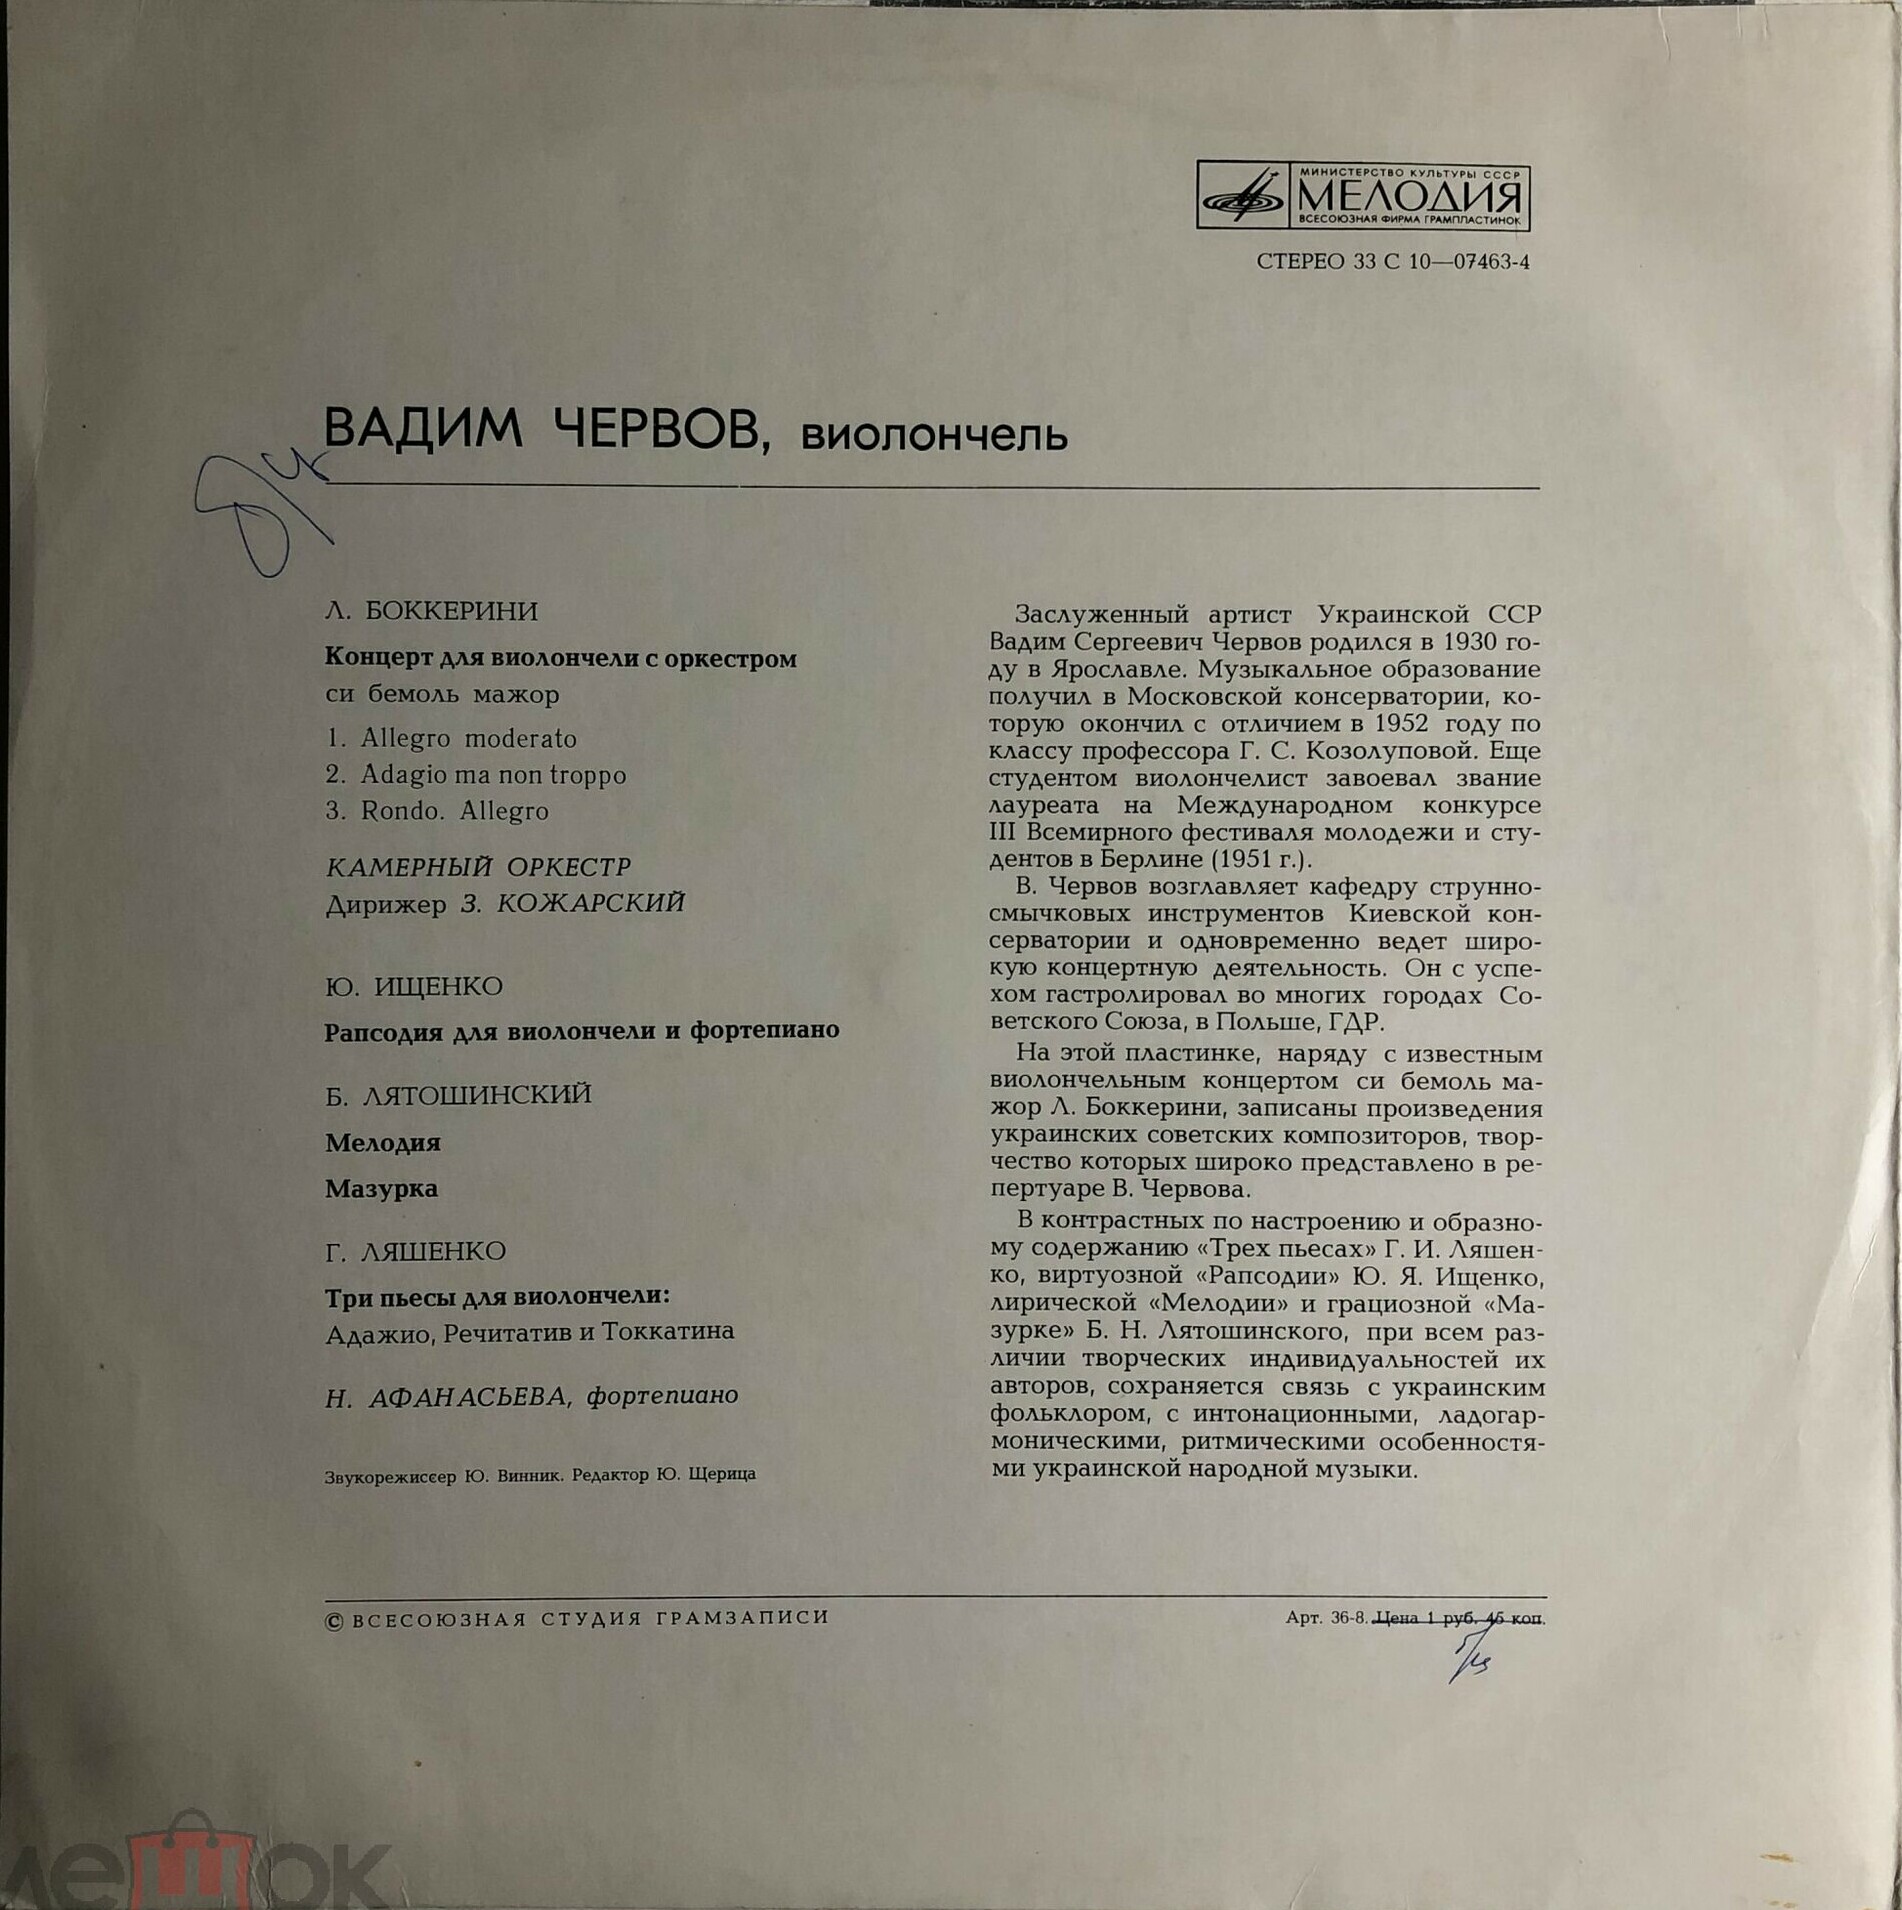 МИНИСТЕРСТВО КУЛЬТУРЫ СССР
МЕЛОДИЯ
ВСЕСОЮЗНАЯ ФИРМА ГРАМПЛАСТИНОК
СТЕРЕО 33 С 10—07463-4
ВАДИМ ЧЕРВОВ, виолончель
Л. БОККЕРИНИ
Концерт для виолончели с оркестром
си бемоль мажор
1. Allegro moderato
2. Adagio ma non troppo
3. Rondo. Allegro
КАМЕРНЫЙ ОРКЕСТР
Дирижер З. КОЖАРСКИЙ
Ю. ИЩЕНКО
Рапсодия для виолончели и фортепиано
Б. ЛЯТОШИНСКИЙ
Мелодия
Мазурка
Г. ЛЯШЕНКО
Три пьесы для виолончели:
Адажио, Речитатив и Токкатина
Н. АФАНАСЬЕВА, фортепиано
Звукорежиссер Ю. Винник. Редактор Ю. Щерица
Заслуженный артист Украинской ССР
Вадим Сергеевич Червов родился в 1930 го-
ду в Ярославле. Музыкальное образование
получил в Московской консерватории, ко-
торую окончил с отличием в 1952 году по
классу профессора Г. С. Козолуповой. Еще
студентом виолончелист завоевал звание
лауреата на Международном конкурсе
III Всемирного фестиваля молодежи и сту-
дентов в Берлине (1951 г.).
В. Червов возглавляет кафедру струнно-
смычковых инструментов Киевской кон-
серватории и одновременно ведет широ-
кую концертную деятельность. Он с успе-
хом гастролировал во многих городах Со-
ветского Союза, в Польше, ГДР.
На этой пластинке, наряду с известным
виолончельным концертом си бемоль ма-
жор Л. Боккерини, записаны произведения
украинских советских композиторов, твор-
чество которых широко представлено в ре-
пертуаре В. Червова.
В контрастных по настроению и образно-
му содержанию «Трех пьесах» Г. И. Ляшен-
ко, виртуозной «Рапсодии» Ю. Я. Ищенко,
лирической «Мелодии» и грациозной «Ма-
зурке» Б. Н. Лятошинского, при всем раз-
личии творческих индивидуальностей их
авторов, сохраняется связь с украинским
фольклором, с интонационными, ладогар-
моническими, ритмическими особенностя-
ми украинской народной музыки.
© ВСЕСОЮЗНАЯ СТУДИЯ ГРАМЗАПИСИ
Арт. 36-8. Цена 1 руб. 45 коп.
лешок